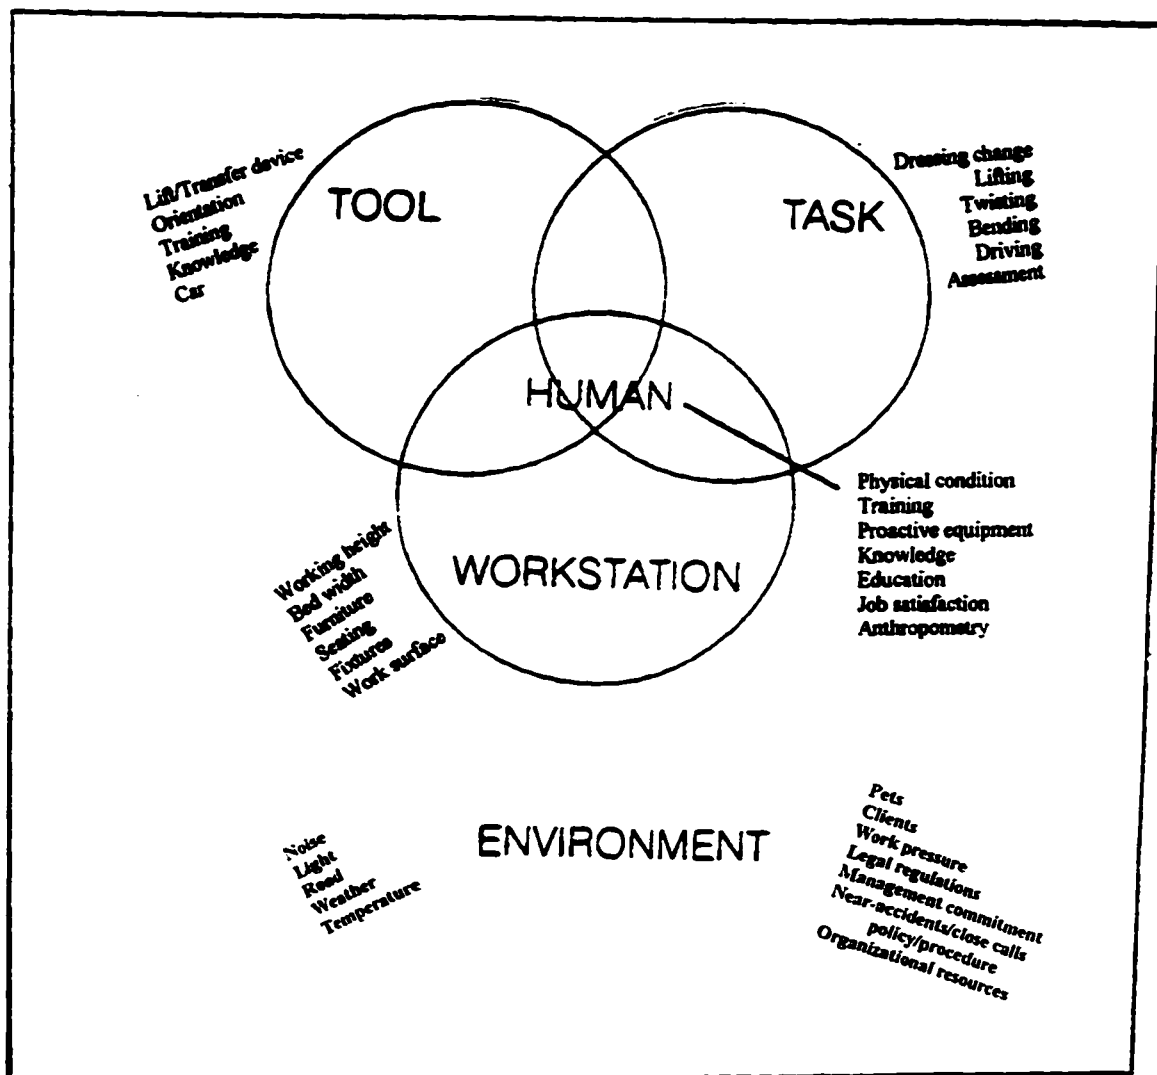 Lift/Transfer device
Orientation
Training
Knowledge
Car
TOOL
TASK
Dressing change
Lifting
Twisting
Bending
Driving
Assessment
HUMAN
Physical condition
Training
Proactive equipment
Knowledge
Education
Job satisfaction
Anthropometry
Working height
Bed width
Furniture
Seating
Fixtures
Work surface
WORKSTATION
ENVIRONMENT
Noise
Light
Road
Weather
Temperature
Pets
Clients
Work pressure
Legal regulations
Management commitment
Near-accidents/close calls
policy/procedure
Organizational resources